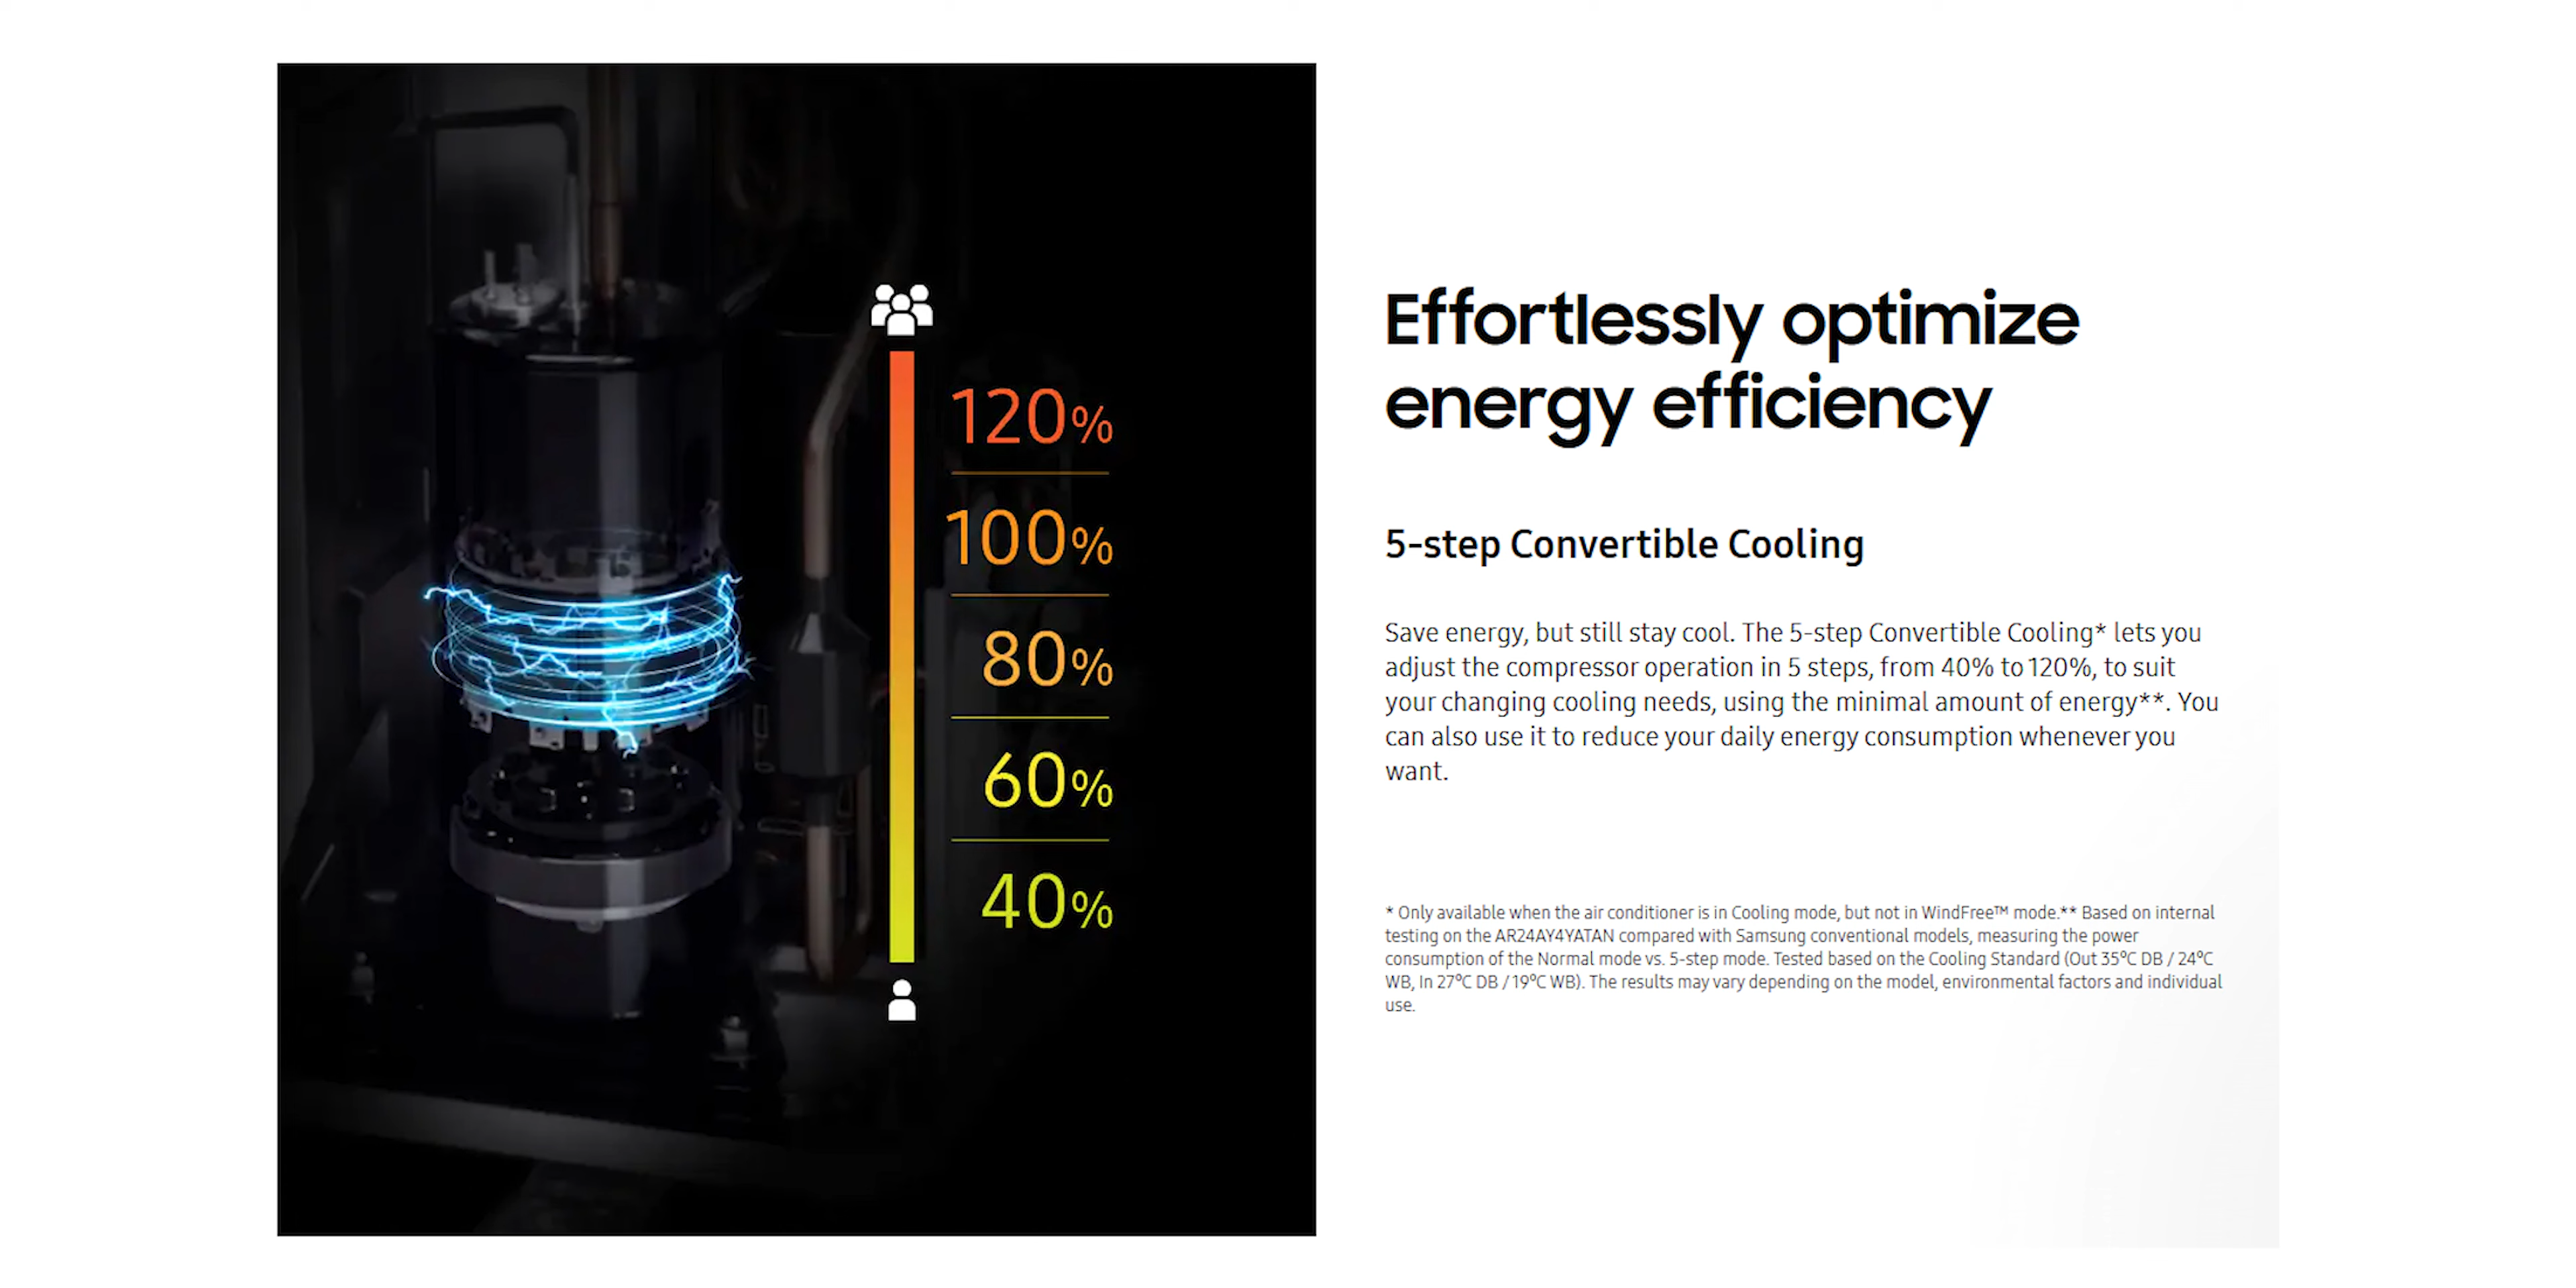 120%
100%
80%
60%
40%
Effortlessly optimize
energy efficiency
5-step Convertible Cooling
Save energy, but still stay cool. The 5-step Convertible Cooling* lets you
adjust the compressor operation in 5 steps, from 40% to 120%, to suit
your changing cooling needs, using the minimal amount of energy**. You
can also use it to reduce your daily energy consumption whenever you
want.
* Only available when the air conditioner is in Cooling mode, but not in WindFree™ mode.** Based on internal
testing on the AR24AY4YATAN compared with Samsung conventional models, measuring the power
consumption of the Normal mode vs. 5-step mode. Tested based on the Cooling Standard (Out 35℃ DB / 24℃
WB, In 27℃ DB / 19℃ WB). The results may vary depending on the model, environmental factors and individual
use.